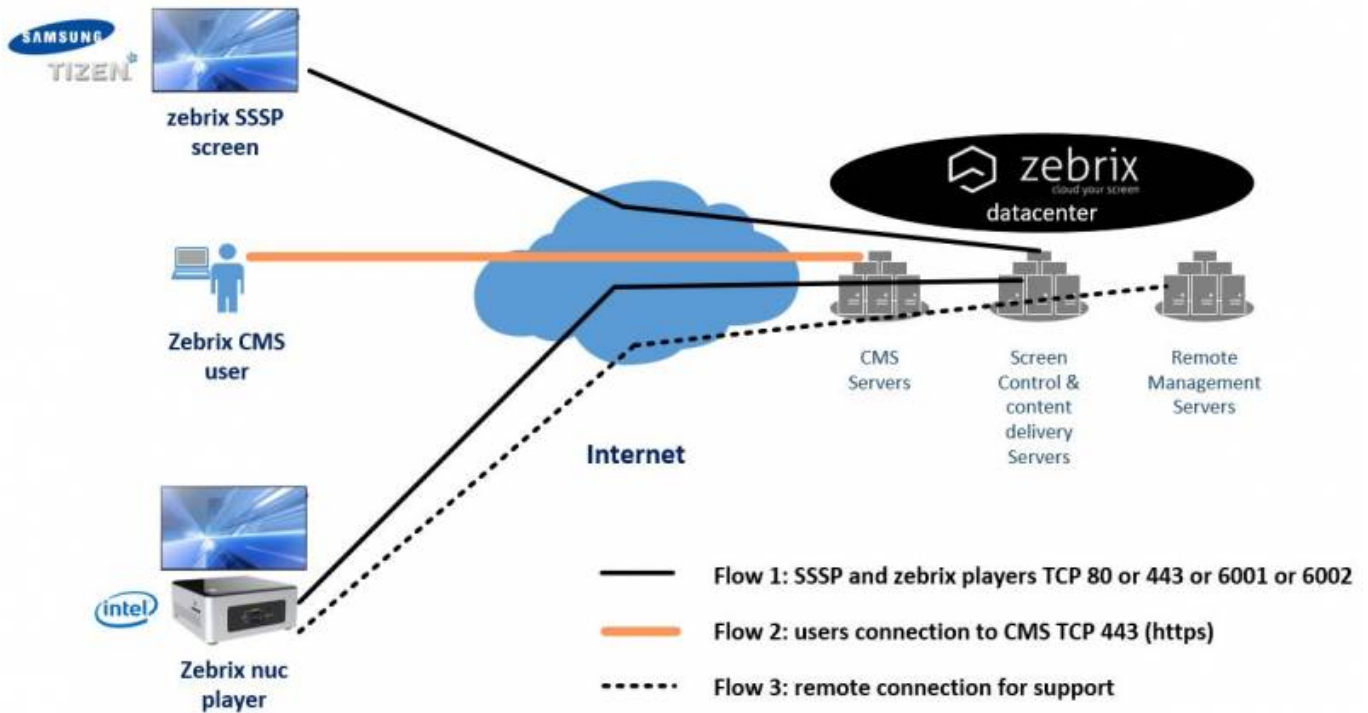 SAMSUNG
TIZEN
zebrix SSSP
screen
zebrix
cloud your screen
datacenter
Zebrix CMS
user
CMS
Servers
Screen
Control &
content
delivery
Servers
Remote
Management
Servers
Internet
intel
Zebrix nuc
player
Flow 1: SSSP and zebrix players TCP 80 or 443 or 6001 or 6002
Flow 2: users connection to CMS TCP 443 (https)
Flow 3: remote connection for support